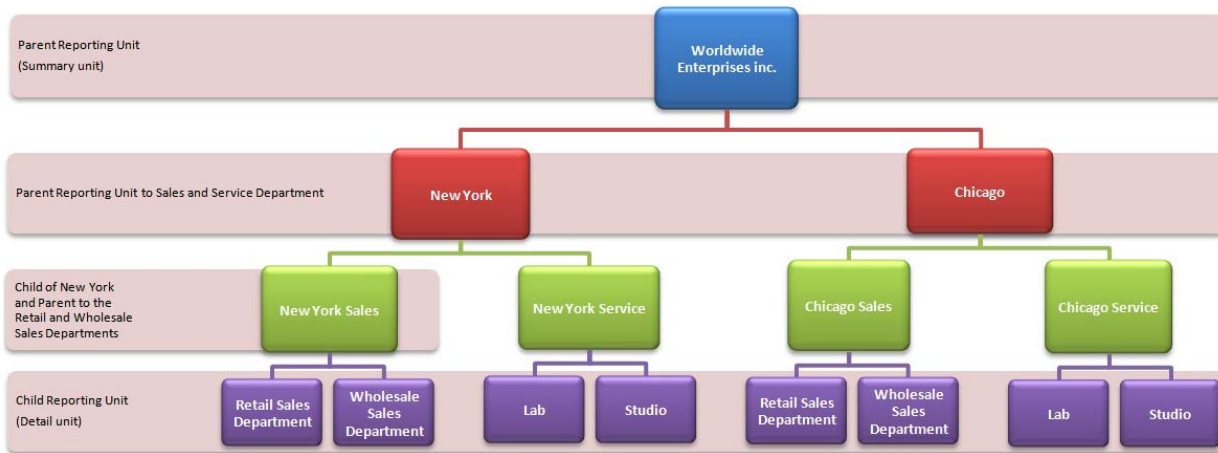 Parent Reporting Unit
(Summary unit)
Worldwide
Enterprises inc.
Parent Reporting Unit to Sales and Service Department
New York
Chicago
Child of New York
and Parent to the
Retail and Wholesale
Sales Departments
New York Sales
New York Service
Chicago Sales
Chicago Service
Child Reporting Unit
(Detail unit)
Retail Sales
Department
Wholesale
Sales
Department
Lab
Studio
Retail Sales
Department
Wholesale
Sales
Department
Lab
Studio